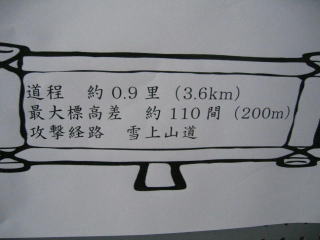 道程　約 0.9 里（3.6km）
最大標高差　約 110 間（200m）
攻撃経路　雪上山道